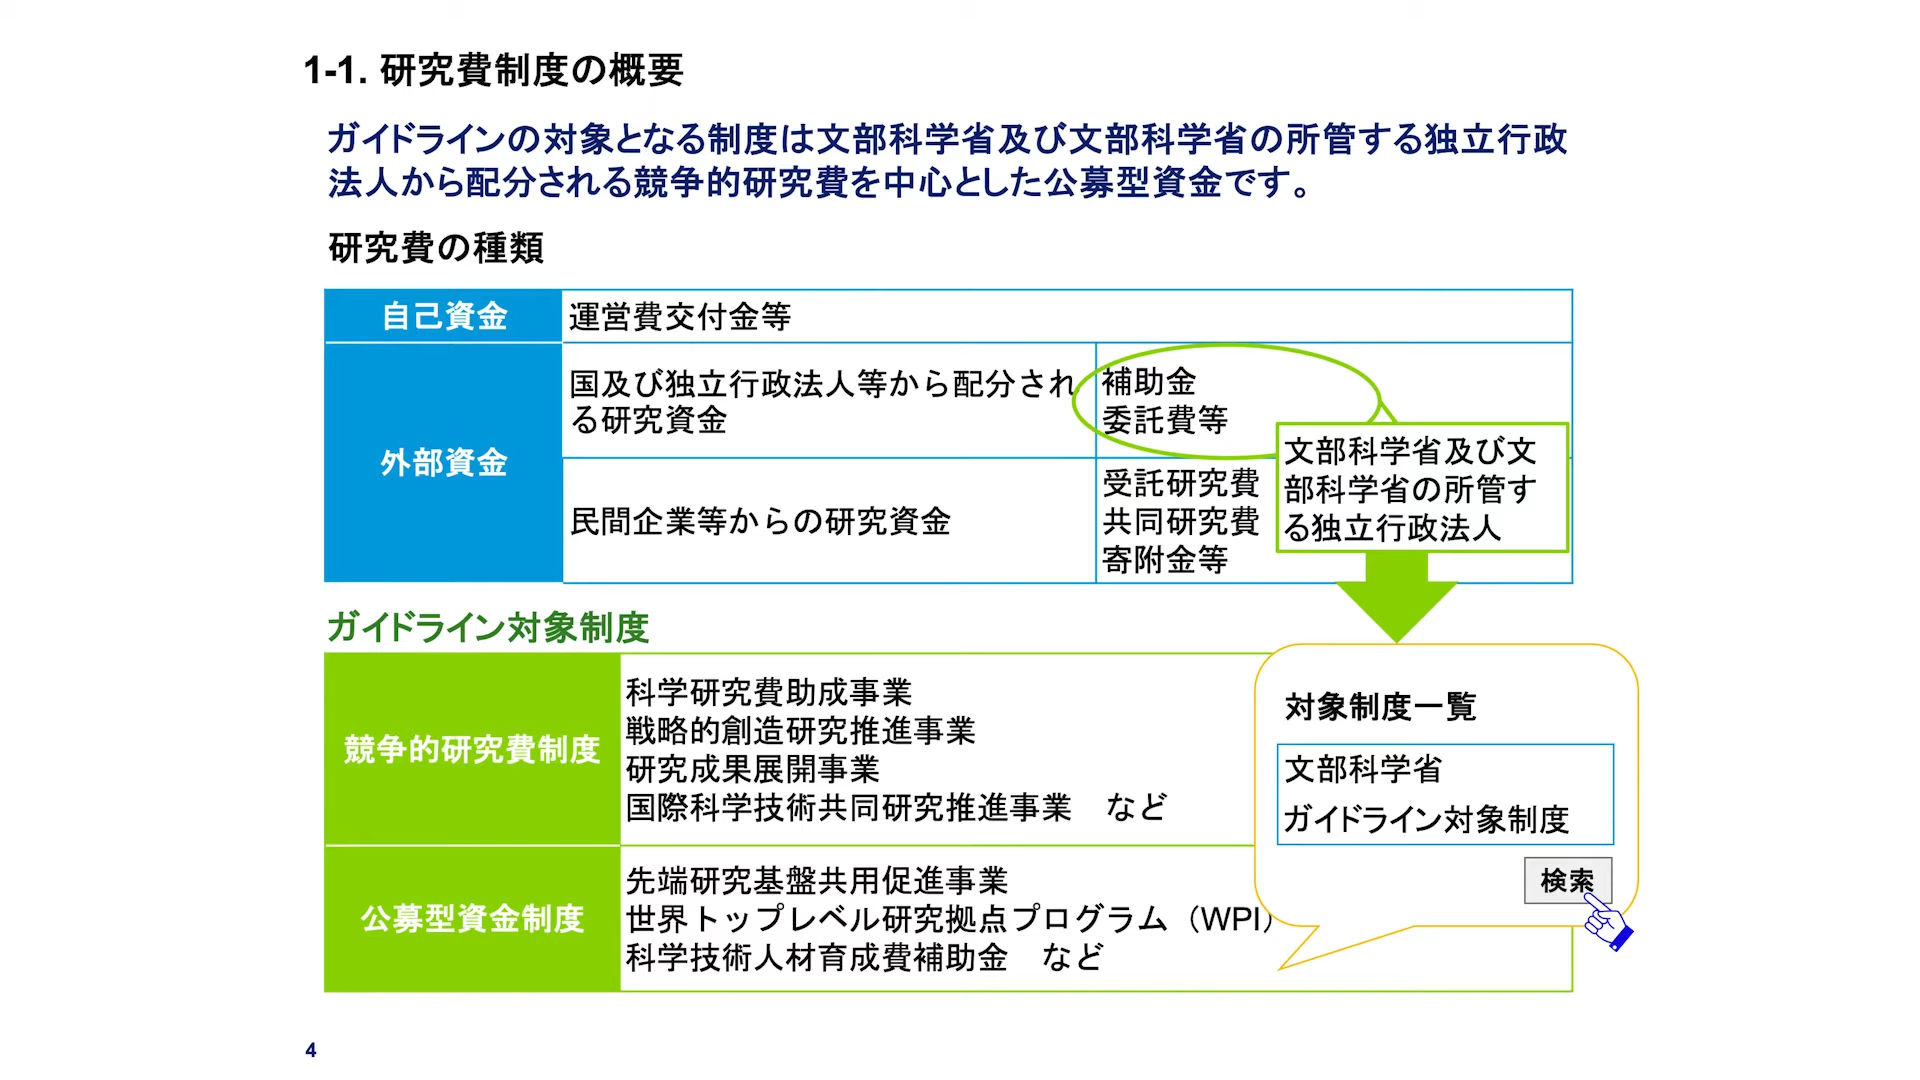 1-1. 研究費制度の概要
ガイドラインの対象となる制度は文部科学省及び文部科学省の所管する独立行政
法人から配分される競争的研究費を中心とした公募型資金です。
研究費の種類
自己資金
運営費交付金等
外部資金
国及び独立行政法人等から配分され
る研究資金
補助金
委託費等
民間企業等からの研究資金
受託研究費
共同研究費
寄附金等
文部科学省及び文
部科学省の所管す
る独立行政法人
ガイドライン対象制度
競争的研究費制度
科学研究費助成事業
戦略的創造研究推進事業
研究成果展開事業
国際科学技術共同研究推進事業　など
公募型資金制度
先端研究基盤共用促進事業
世界トップレベル研究拠点プログラム（WPI）
科学技術人材育成費補助金　など
対象制度一覧
文部科学省
ガイドライン対象制度
検索
4